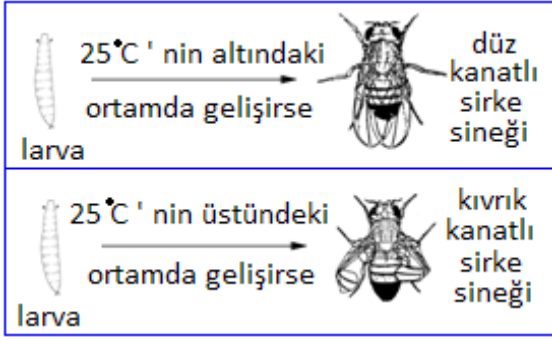 25°C ' nin altındaki
ortamda gelişirse
larva
düz
kanatlı
sirke
sineği
25°C ' nin üstündeki
ortamda gelişirse
larva
kıvrık
kanatlı
sirke
sineği